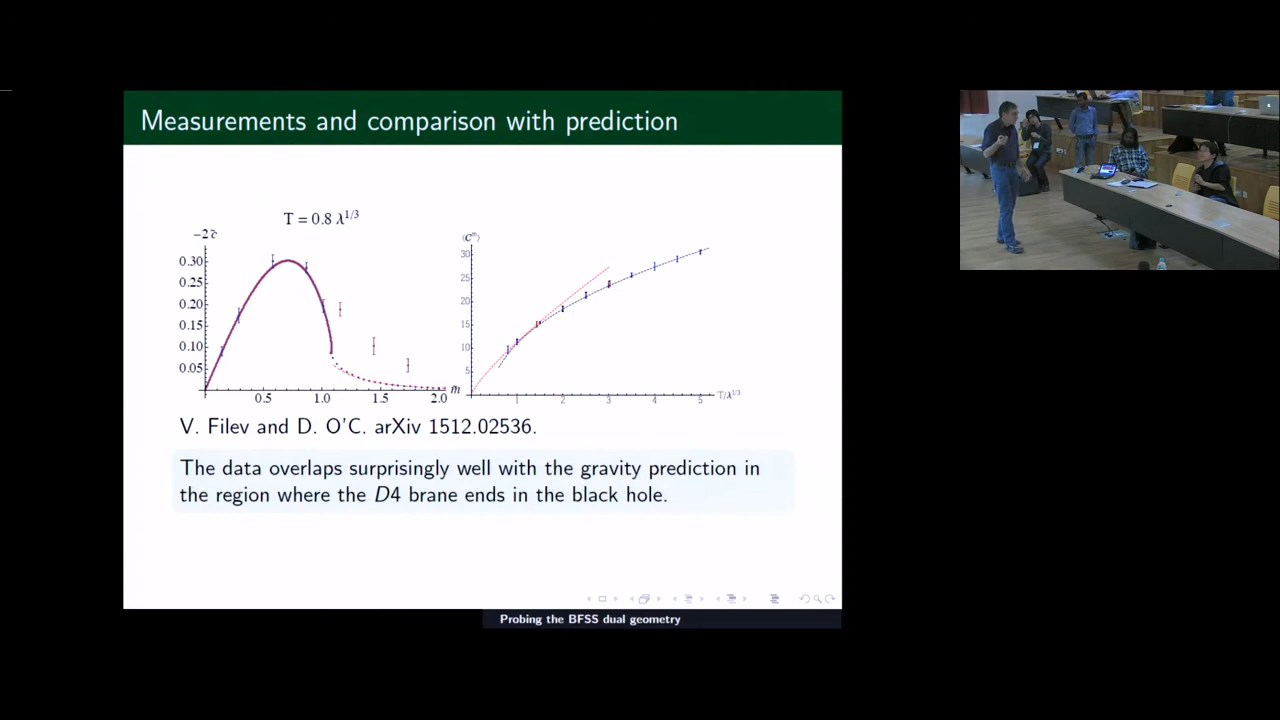 Measurements and comparison with prediction
T = 0.8 λ^1/3
−2 c̃
0.30
0.25
0.20
0.15
0.10
0.05
0.5 1.0 1.5 2.0 m̃
⟨C^m⟩
30
25
20
15
10
5
1 2 3 4 5 T/λ^1/3
V. Filev and D. O'C. arXiv 1512.02536.
The data overlaps surprisingly well with the gravity prediction in
the region where the D4 brane ends in the black hole.
Probing the BFSS dual geometry